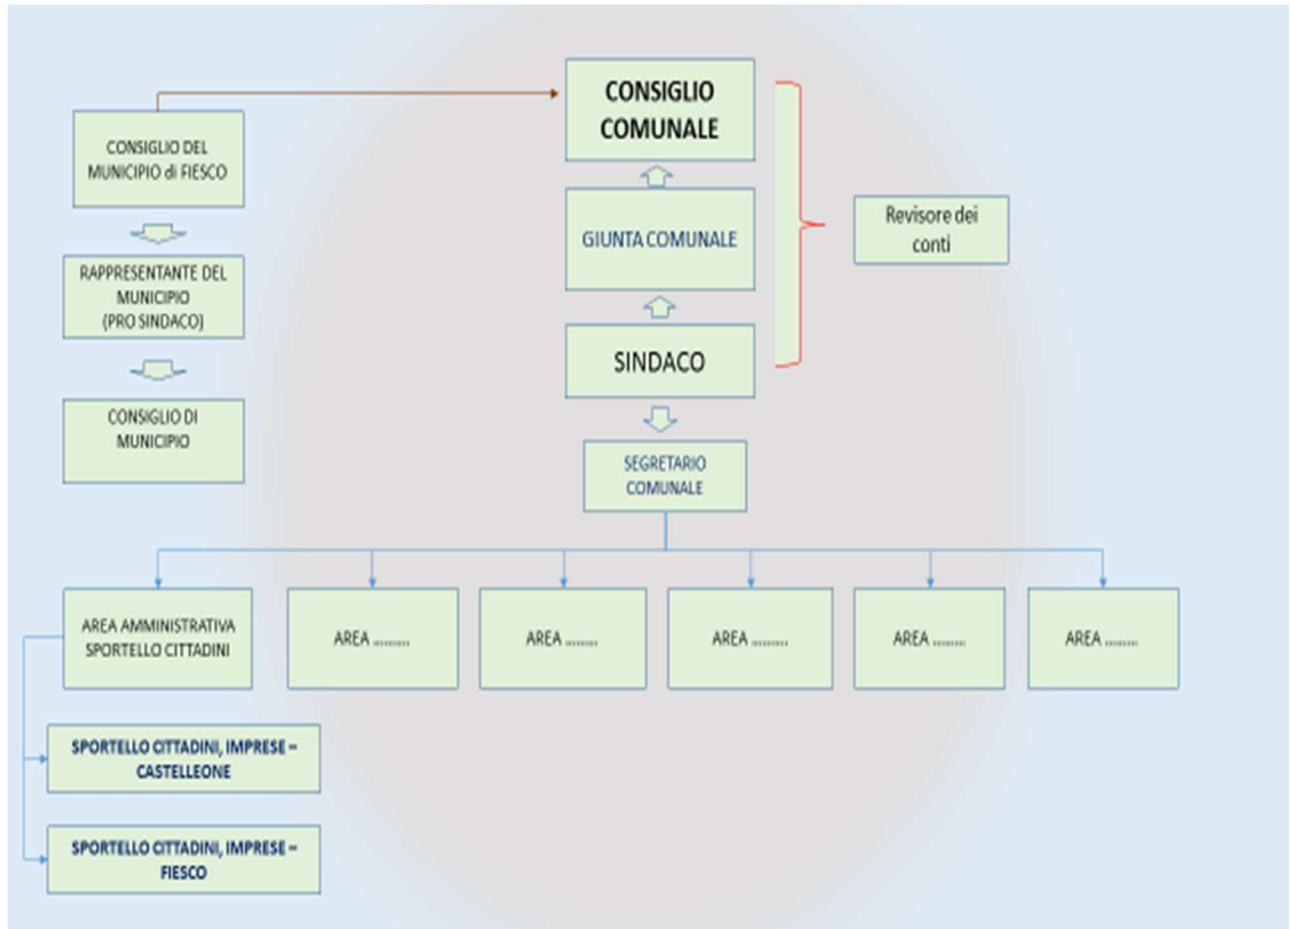 CONSIGLIO
COMUNALE
CONSIGLIO DEL
MUNICIPIO di FIESCO
GIUNTA COMUNALE
Revisore dei
conti
RAPPRESENTANTE DEL
MUNICIPIO
(PRO SINDACO)
SINDACO
CONSIGLIO DI
MUNICIPIO
SEGRETARIO
COMUNALE
AREA AMMINISTRATIVA
SPORTELLO CITTADINI
AREA .........
AREA ........
AREA .........
AREA ........
AREA ........
SPORTELLO CITTADINI, IMPRESE –
CASTELLEONE
SPORTELLO CITTADINI, IMPRESE –
FIESCO